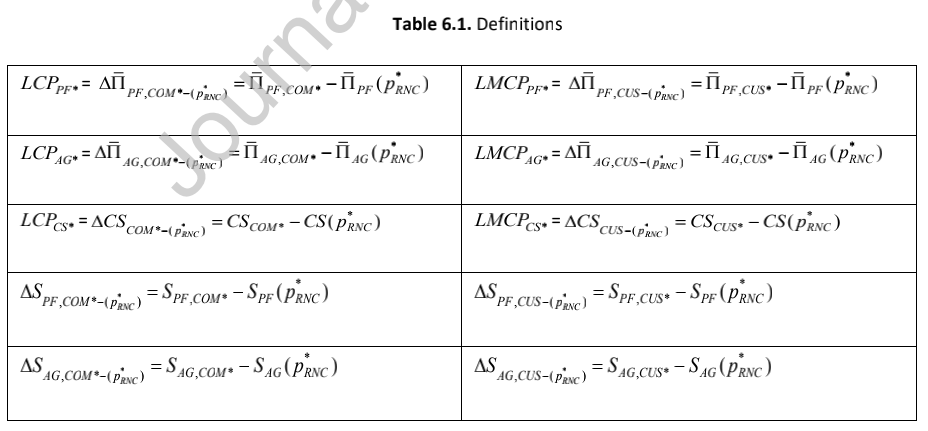 Table 6.1. Definitions
Journa
LCP_{PF*} = ΔΠ̄_{PF,COM*−(p*_{RNC})} = Π̄_{PF,COM*} − Π̄_{PF}(p*_{RNC})
LMCP_{PF*} = ΔΠ̄_{PF,CUS−(p*_{RNC})} = Π̄_{PF,CUS*} − Π̄_{PF}(p*_{RNC})
LCP_{AG*} = ΔΠ̄_{AG,COM*−(p*_{RNC})} = Π̄_{AG,COM*} − Π̄_{AG}(p*_{RNC})
LMCP_{AG*} = ΔΠ̄_{AG,CUS−(p*_{RNC})} = Π̄_{AG,CUS*} − Π̄_{AG}(p*_{RNC})
LCP_{CS*} = ΔCS_{COM*−(p*_{RNC})} = CS_{COM*} − CS(p*_{RNC})
LMCP_{CS*} = ΔCS_{CUS−(p*_{RNC})} = CS_{CUS*} − CS(p*_{RNC})
ΔS_{PF,COM*−(p*_{RNC})} = S_{PF,COM*} − S_{PF}(p*_{RNC})
ΔS_{PF,CUS−(p*_{RNC})} = S_{PF,CUS*} − S_{PF}(p*_{RNC})
ΔS_{AG,COM*−(p*_{RNC})} = S_{AG,COM*} − S_{AG}(p*_{RNC})
ΔS_{AG,CUS−(p*_{RNC})} = S_{AG,CUS*} − S_{AG}(p*_{RNC})